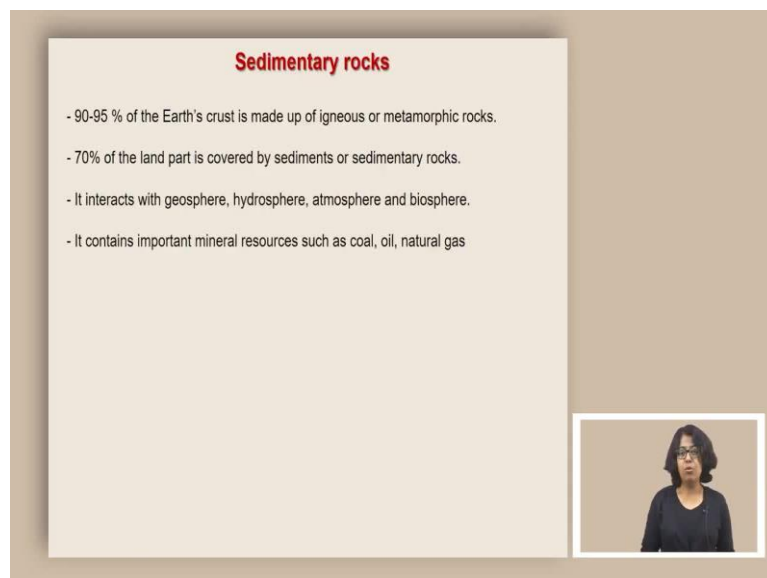 Sedimentary rocks
- 90-95 % of the Earth's crust is made up of igneous or metamorphic rocks.
- 70% of the land part is covered by sediments or sedimentary rocks.
- It interacts with geosphere, hydrosphere, atmosphere and biosphere.
- It contains important mineral resources such as coal, oil, natural gas